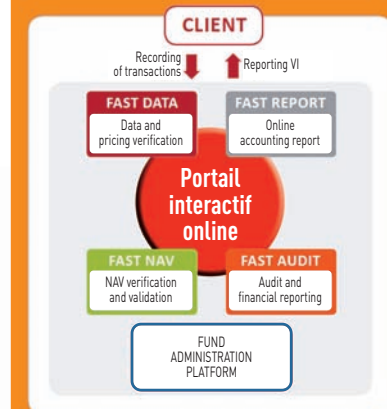 CLIENT
Recording
of transactions
Reporting VI
FAST DATA
Data and
pricing verification
FAST REPORT
Online
accounting report
Portail
interactif
online
FAST NAV
NAV verification
and validation
FAST AUDIT
Audit and
financial reporting
FUND
ADMINISTRATION
PLATFORM